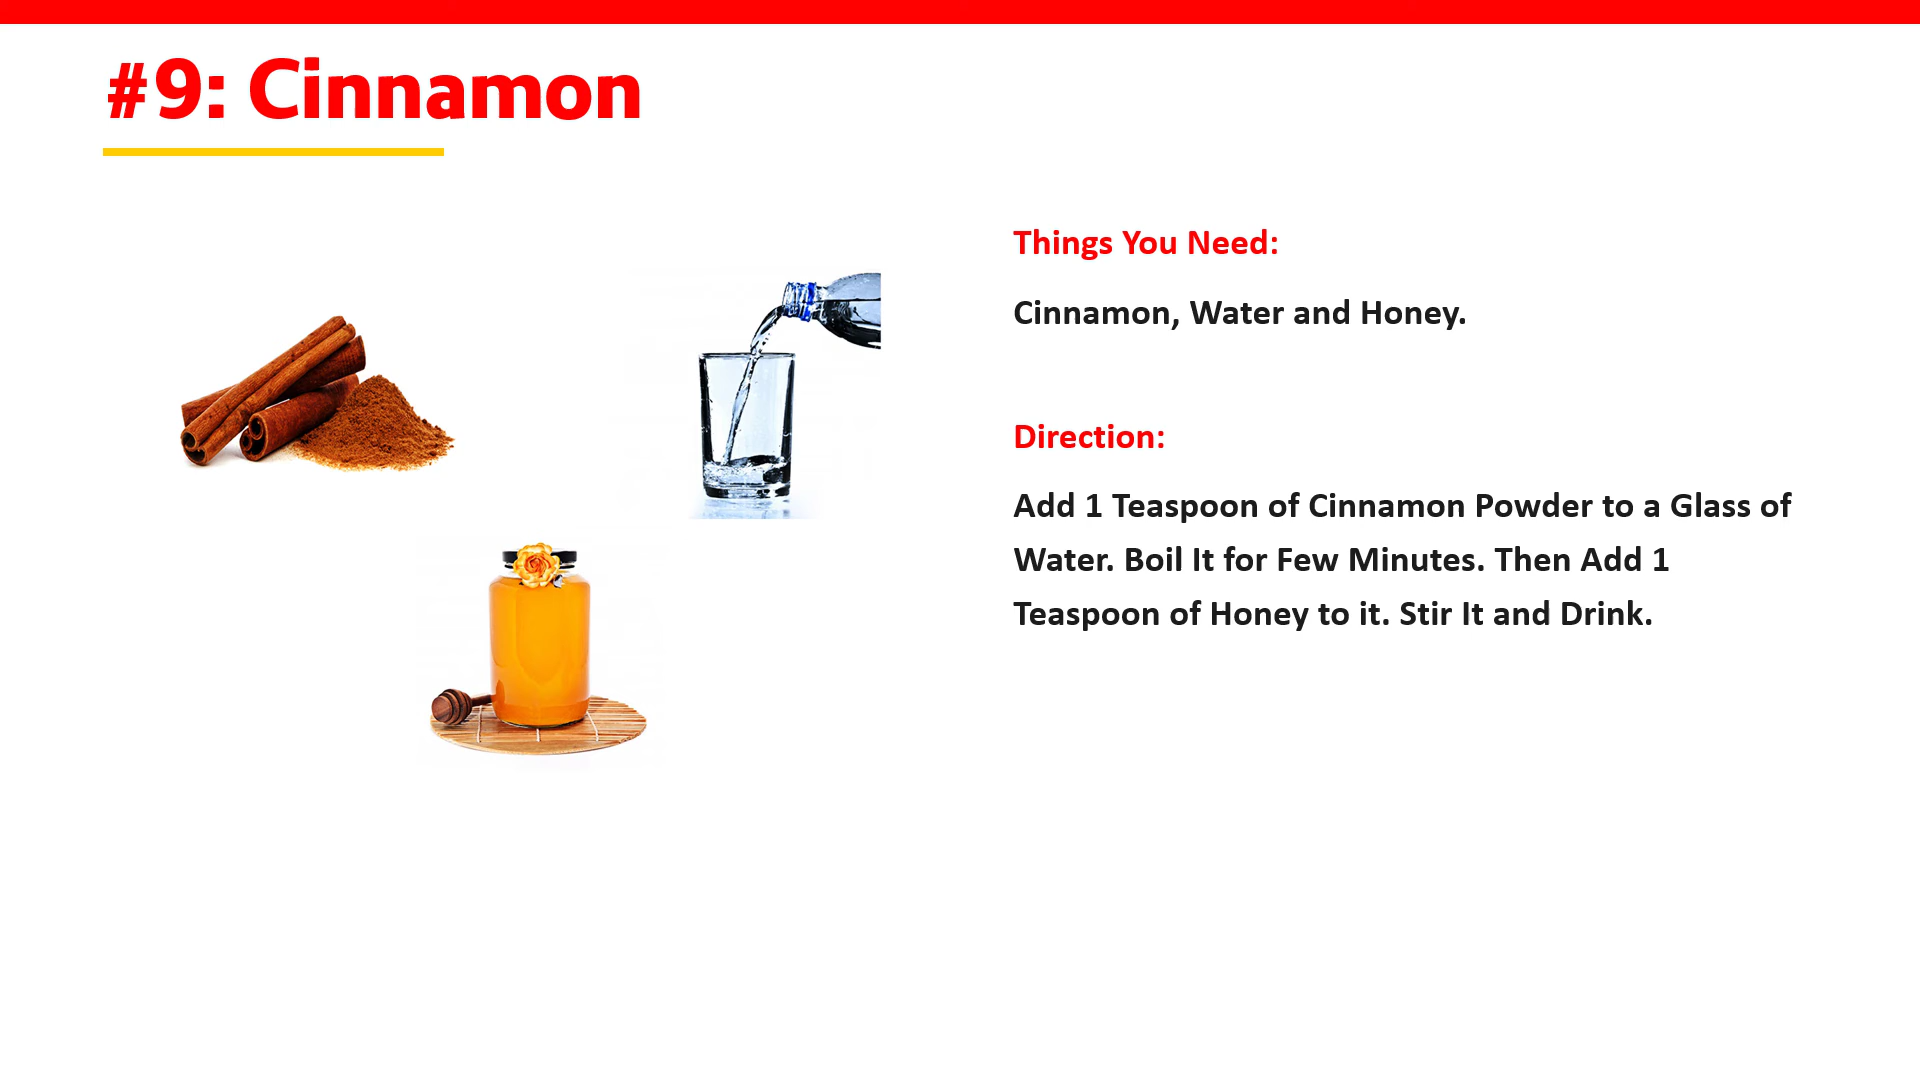 #9: Cinnamon
Things You Need:
Cinnamon, Water and Honey.
Direction:
Add 1 Teaspoon of Cinnamon Powder to a Glass of
Water. Boil It for Few Minutes. Then Add 1
Teaspoon of Honey to it. Stir It and Drink.